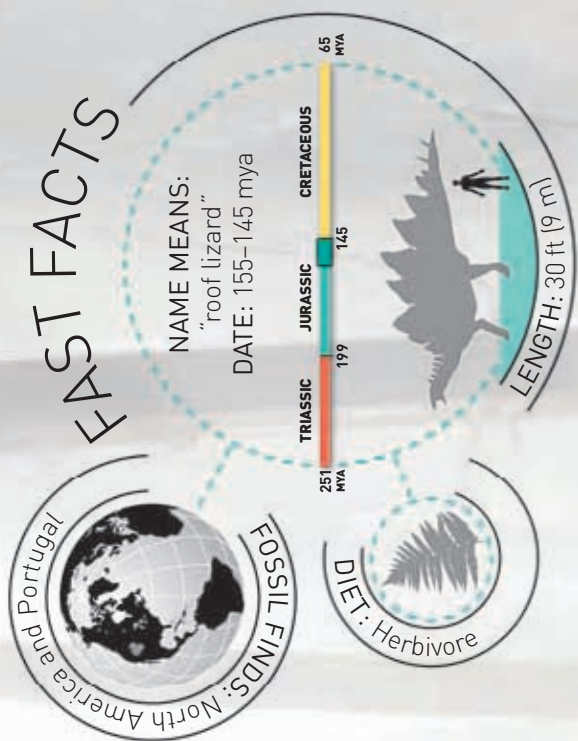 FAST FACTS
FOSSIL FINDS: North America and Portugal
NAME MEANS:
"roof lizard"
DATE: 155–145 mya
TRIASSIC JURASSIC CRETACEOUS
251 MYA 199 145 65 MYA
DIET: Herbivore
LENGTH: 30 ft (9 m)